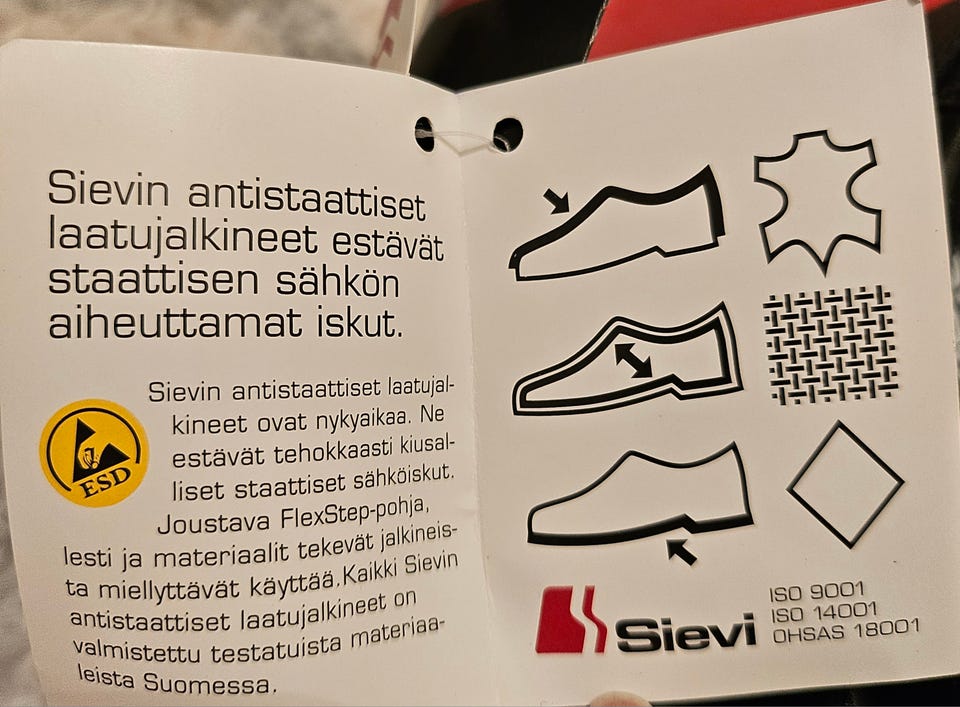 Sievin antistaattiset
laatujalkineet estävät
staattisen sähkön
aiheuttamat iskut.
ESD
Sievin antistaattiset laatujal-
kineet ovat nykyaikaa. Ne
estävät tehokkaasti kiusal-
liset staattiset sähköiskut.
Joustava FlexStep-pohja,
lesti ja materiaalit tekevät jalkineis-
ta miellyttävät käyttää. Kaikki Sievin
antistaattiset laatujalkineet on
valmistettu testatuista materiaa-
leista Suomessa.
Sievi
ISO 9001
ISO 14001
OHSAS 18001